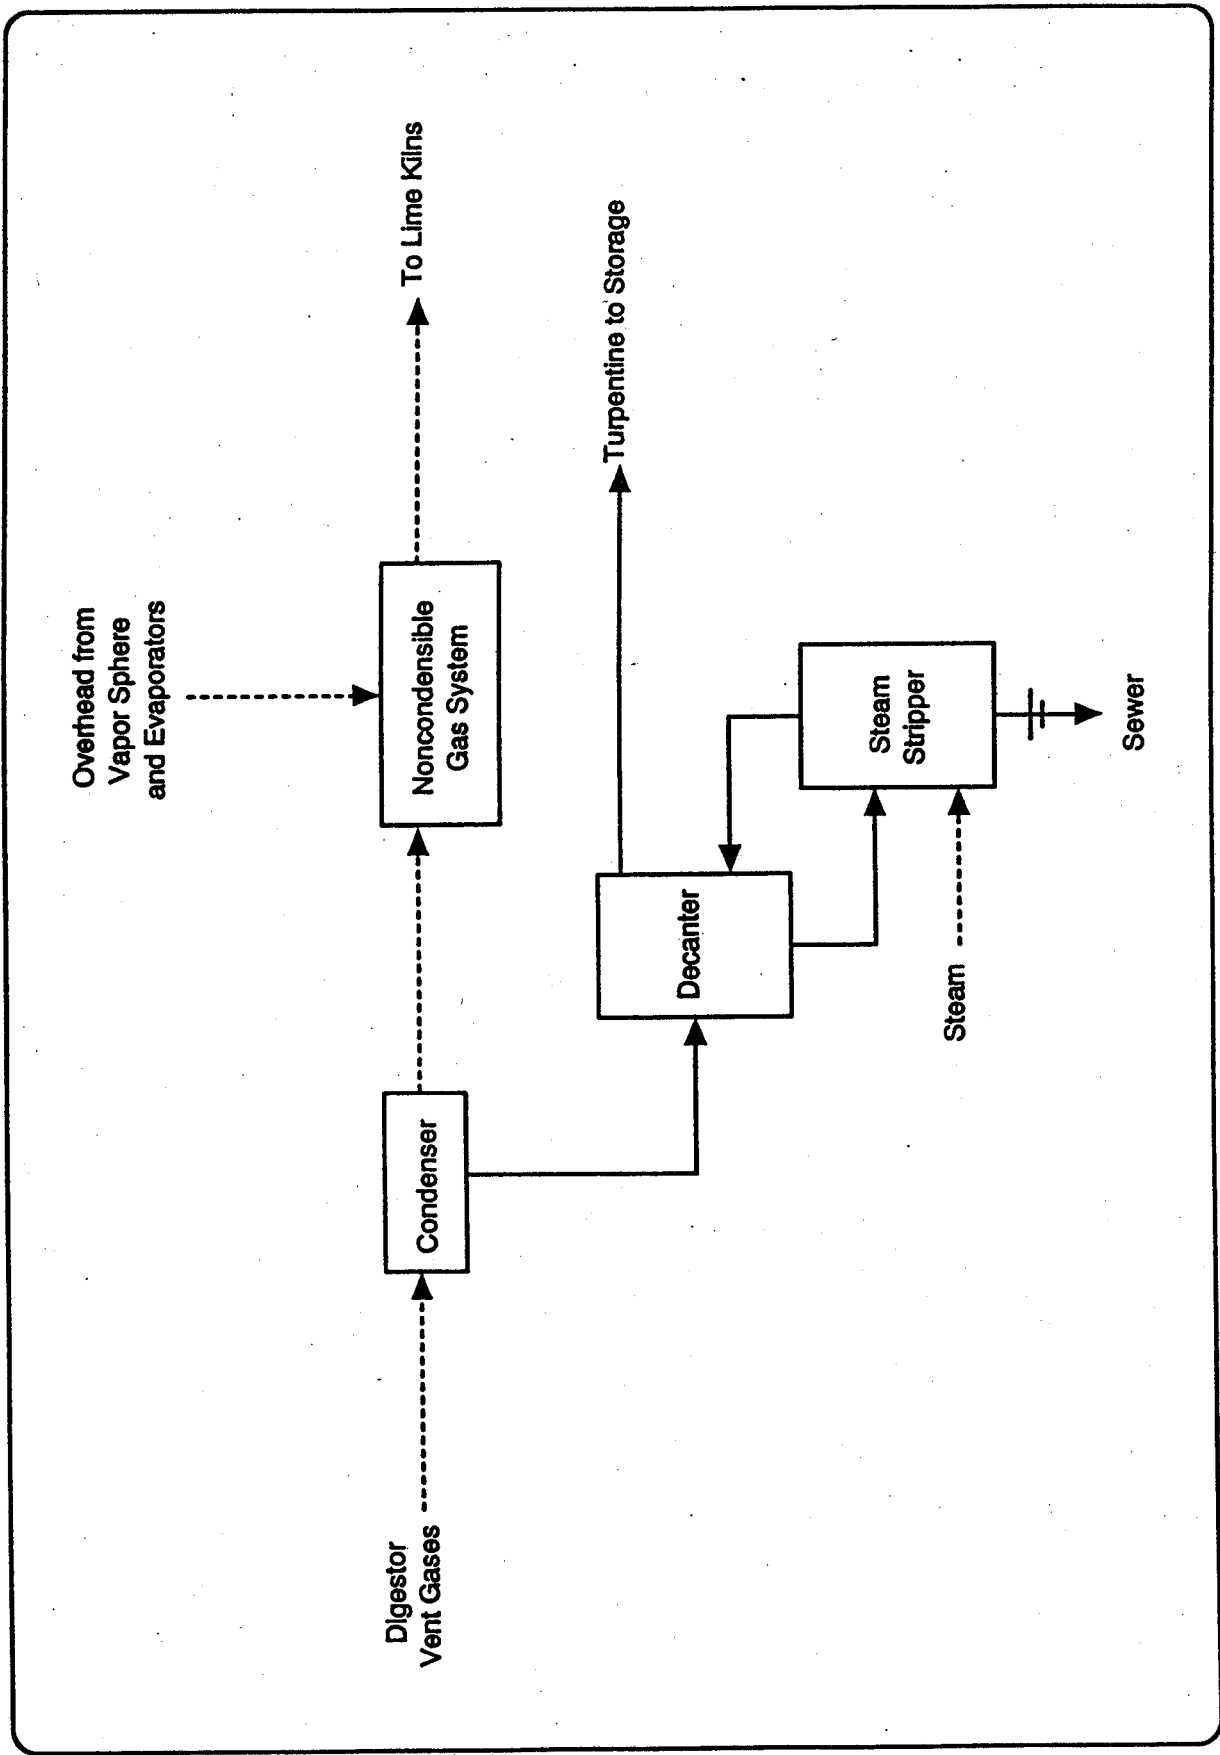 Overhead from
Vapor Sphere
and Evaporators
Digestor
Vent Gases
Condenser
Noncondensible
Gas System
To Lime Kilns
Decanter
Turpentine to Storage
Steam
Steam
Stripper
Sewer